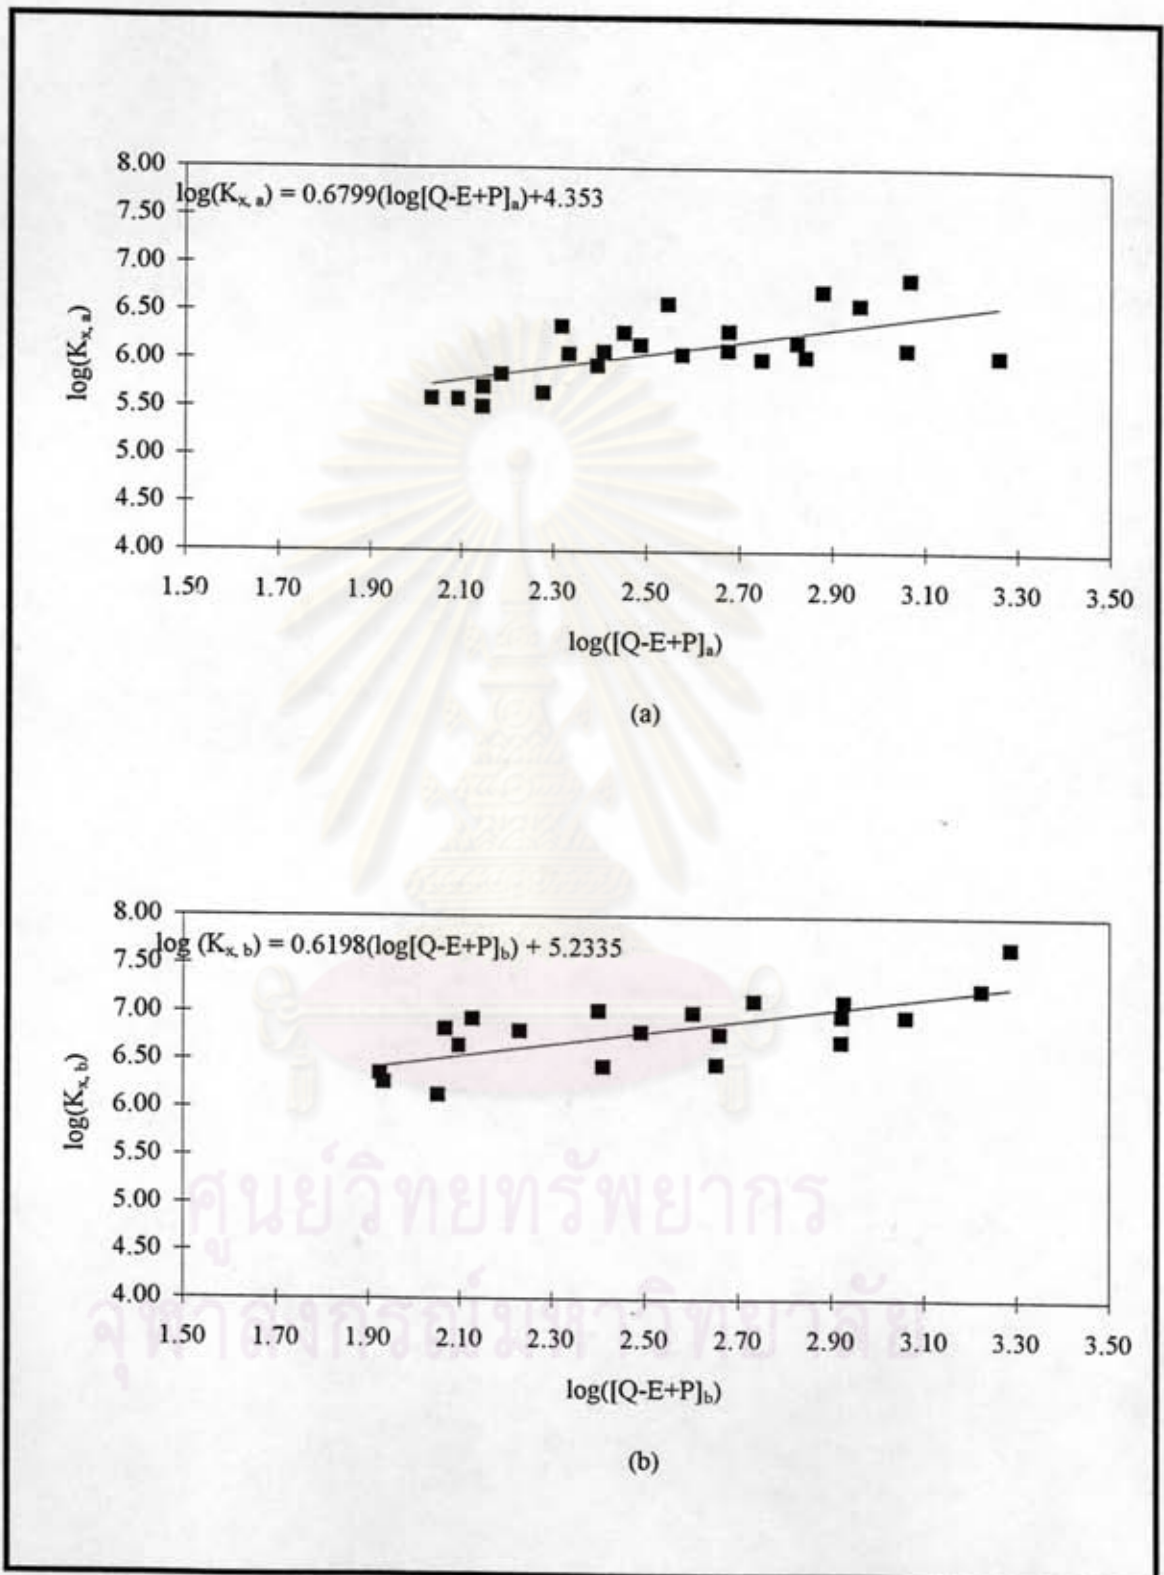 8.00
log(Kx, a) = 0.6799(log[Q-E+P]a)+4.353
7.50
7.00
6.50
6.00
5.50
5.00
4.50
4.00
log(Kx, a)
1.50 1.70 1.90 2.10 2.30 2.50 2.70 2.90 3.10 3.30 3.50
log([Q-E+P]a)
(a)
8.00
log (Kx, b) = 0.6198(log[Q-E+P]b) + 5.2335
7.50
7.00
6.50
6.00
5.50
5.00
4.50
4.00
log(Kx, b)
ศูนย์วิทยทรัพยากร
จุฬาลงกรณ์มหาวิทยาลัย
1.50 1.70 1.90 2.10 2.30 2.50 2.70 2.90 3.10 3.30 3.50
log([Q-E+P]b)
(b)